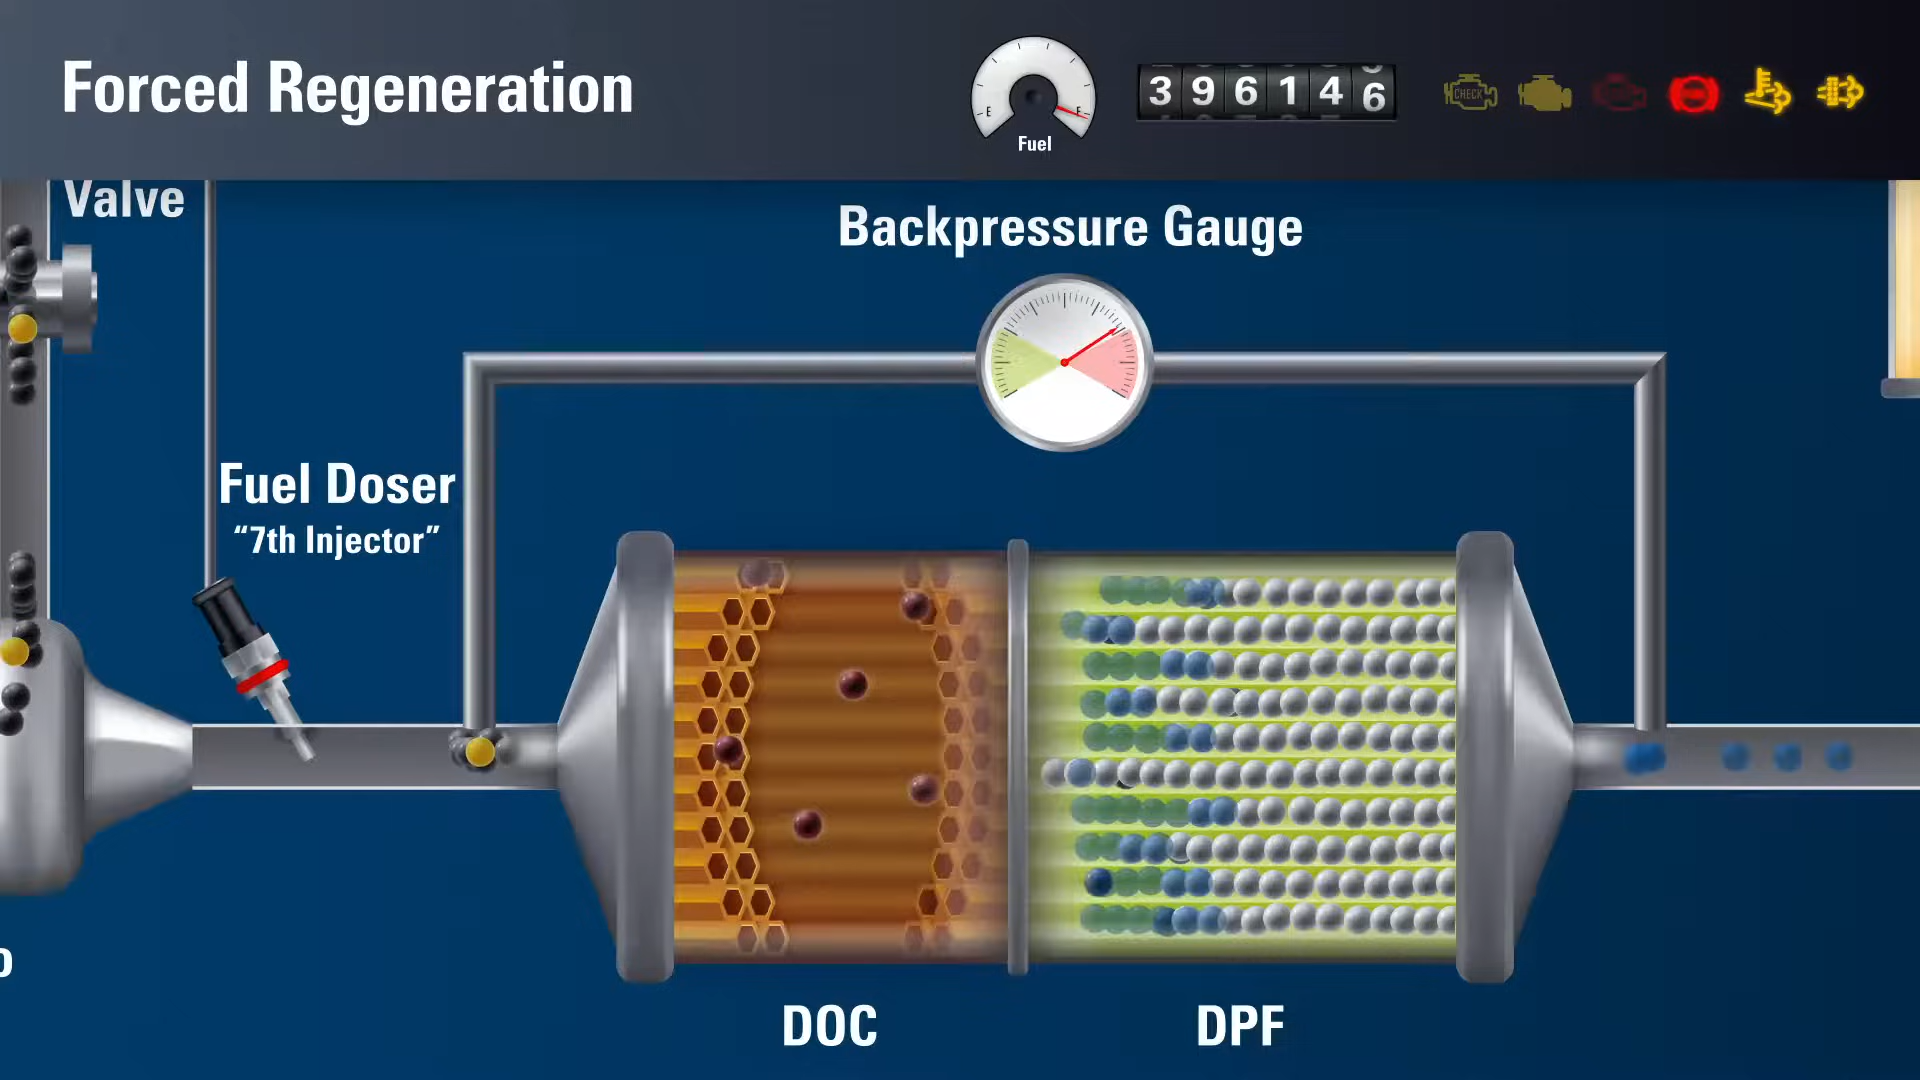 Forced Regeneration
E
F
Fuel
396146
CHECK
Valve
Backpressure Gauge
Fuel Doser
“7th Injector”
DOC
DPF